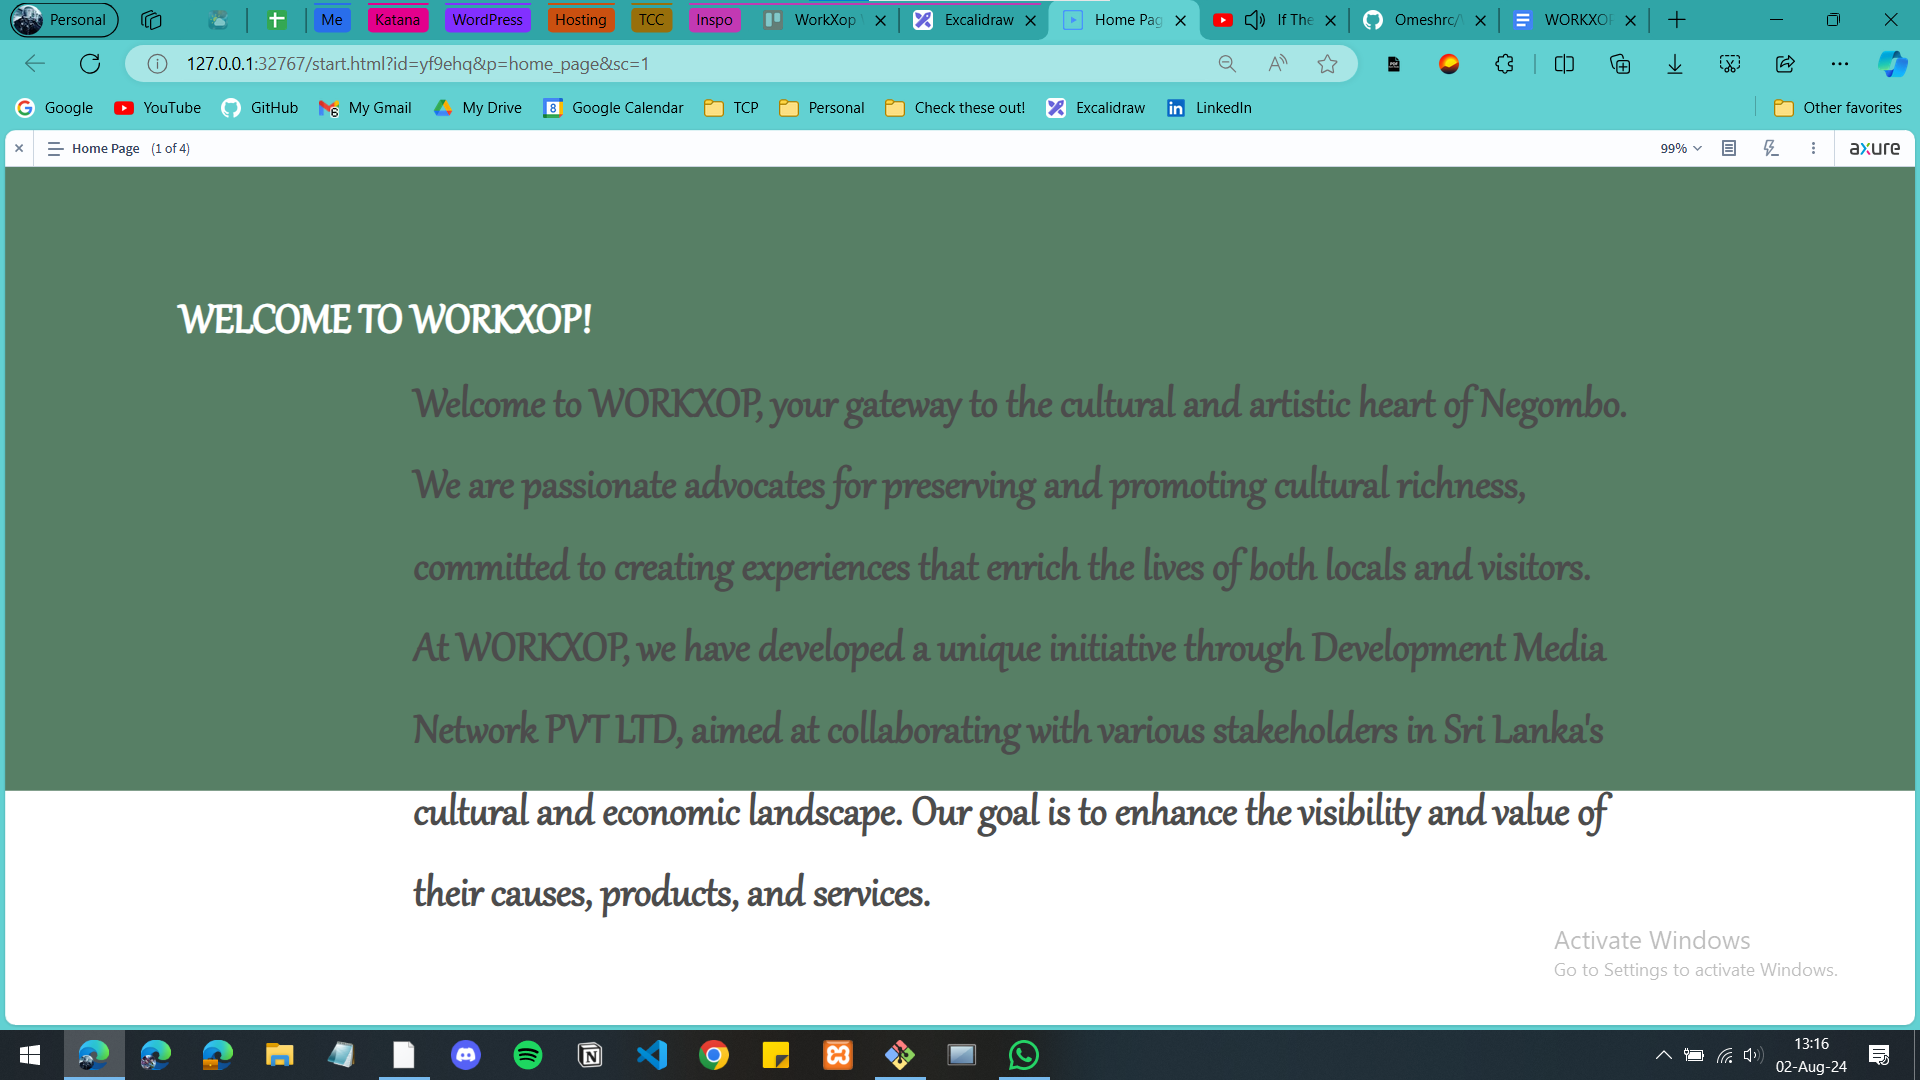 Personal
Me
Katana
WordPress
Hosting
TCC
Inspo
WorkXop
Excalidraw
Home Pag
If The
Omeshrc/
WORKXOP
127.0.0.1:32767/start.html?id=yf9ehq&p=home_page&sc=1
Google
YouTube
GitHub
My Gmail
My Drive
Google Calendar
TCP
Personal
Check these out!
Excalidraw
LinkedIn
Other favorites
Home Page (1 of 4)
99%
axure
WELCOME TO WORKXOP!
Welcome to WORKXOP, your gateway to the cultural and artistic heart of Negombo.
We are passionate advocates for preserving and promoting cultural richness,
committed to creating experiences that enrich the lives of both locals and visitors.
At WORKXOP, we have developed a unique initiative through Development Media
Network PVT LTD, aimed at collaborating with various stakeholders in Sri Lanka's
cultural and economic landscape. Our goal is to enhance the visibility and value of
their causes, products, and services.
Activate Windows
Go to Settings to activate Windows.
13:16
02-Aug-24